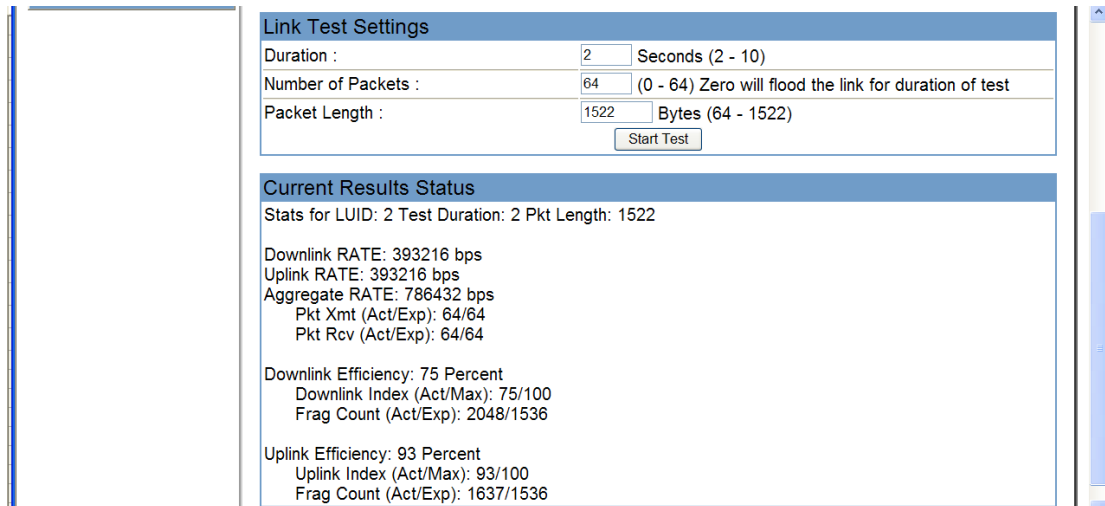 Link Test Settings
Duration : 2 Seconds (2 - 10)
Number of Packets : 64 (0 - 64) Zero will flood the link for duration of test
Packet Length : 1522 Bytes (64 - 1522)
Start Test
Current Results Status
Stats for LUID: 2 Test Duration: 2 Pkt Length: 1522
Downlink RATE: 393216 bps
Uplink RATE: 393216 bps
Aggregate RATE: 786432 bps
Pkt Xmt (Act/Exp): 64/64
Pkt Rcv (Act/Exp): 64/64
Downlink Efficiency: 75 Percent
Downlink Index (Act/Max): 75/100
Frag Count (Act/Exp): 2048/1536
Uplink Efficiency: 93 Percent
Uplink Index (Act/Max): 93/100
Frag Count (Act/Exp): 1637/1536